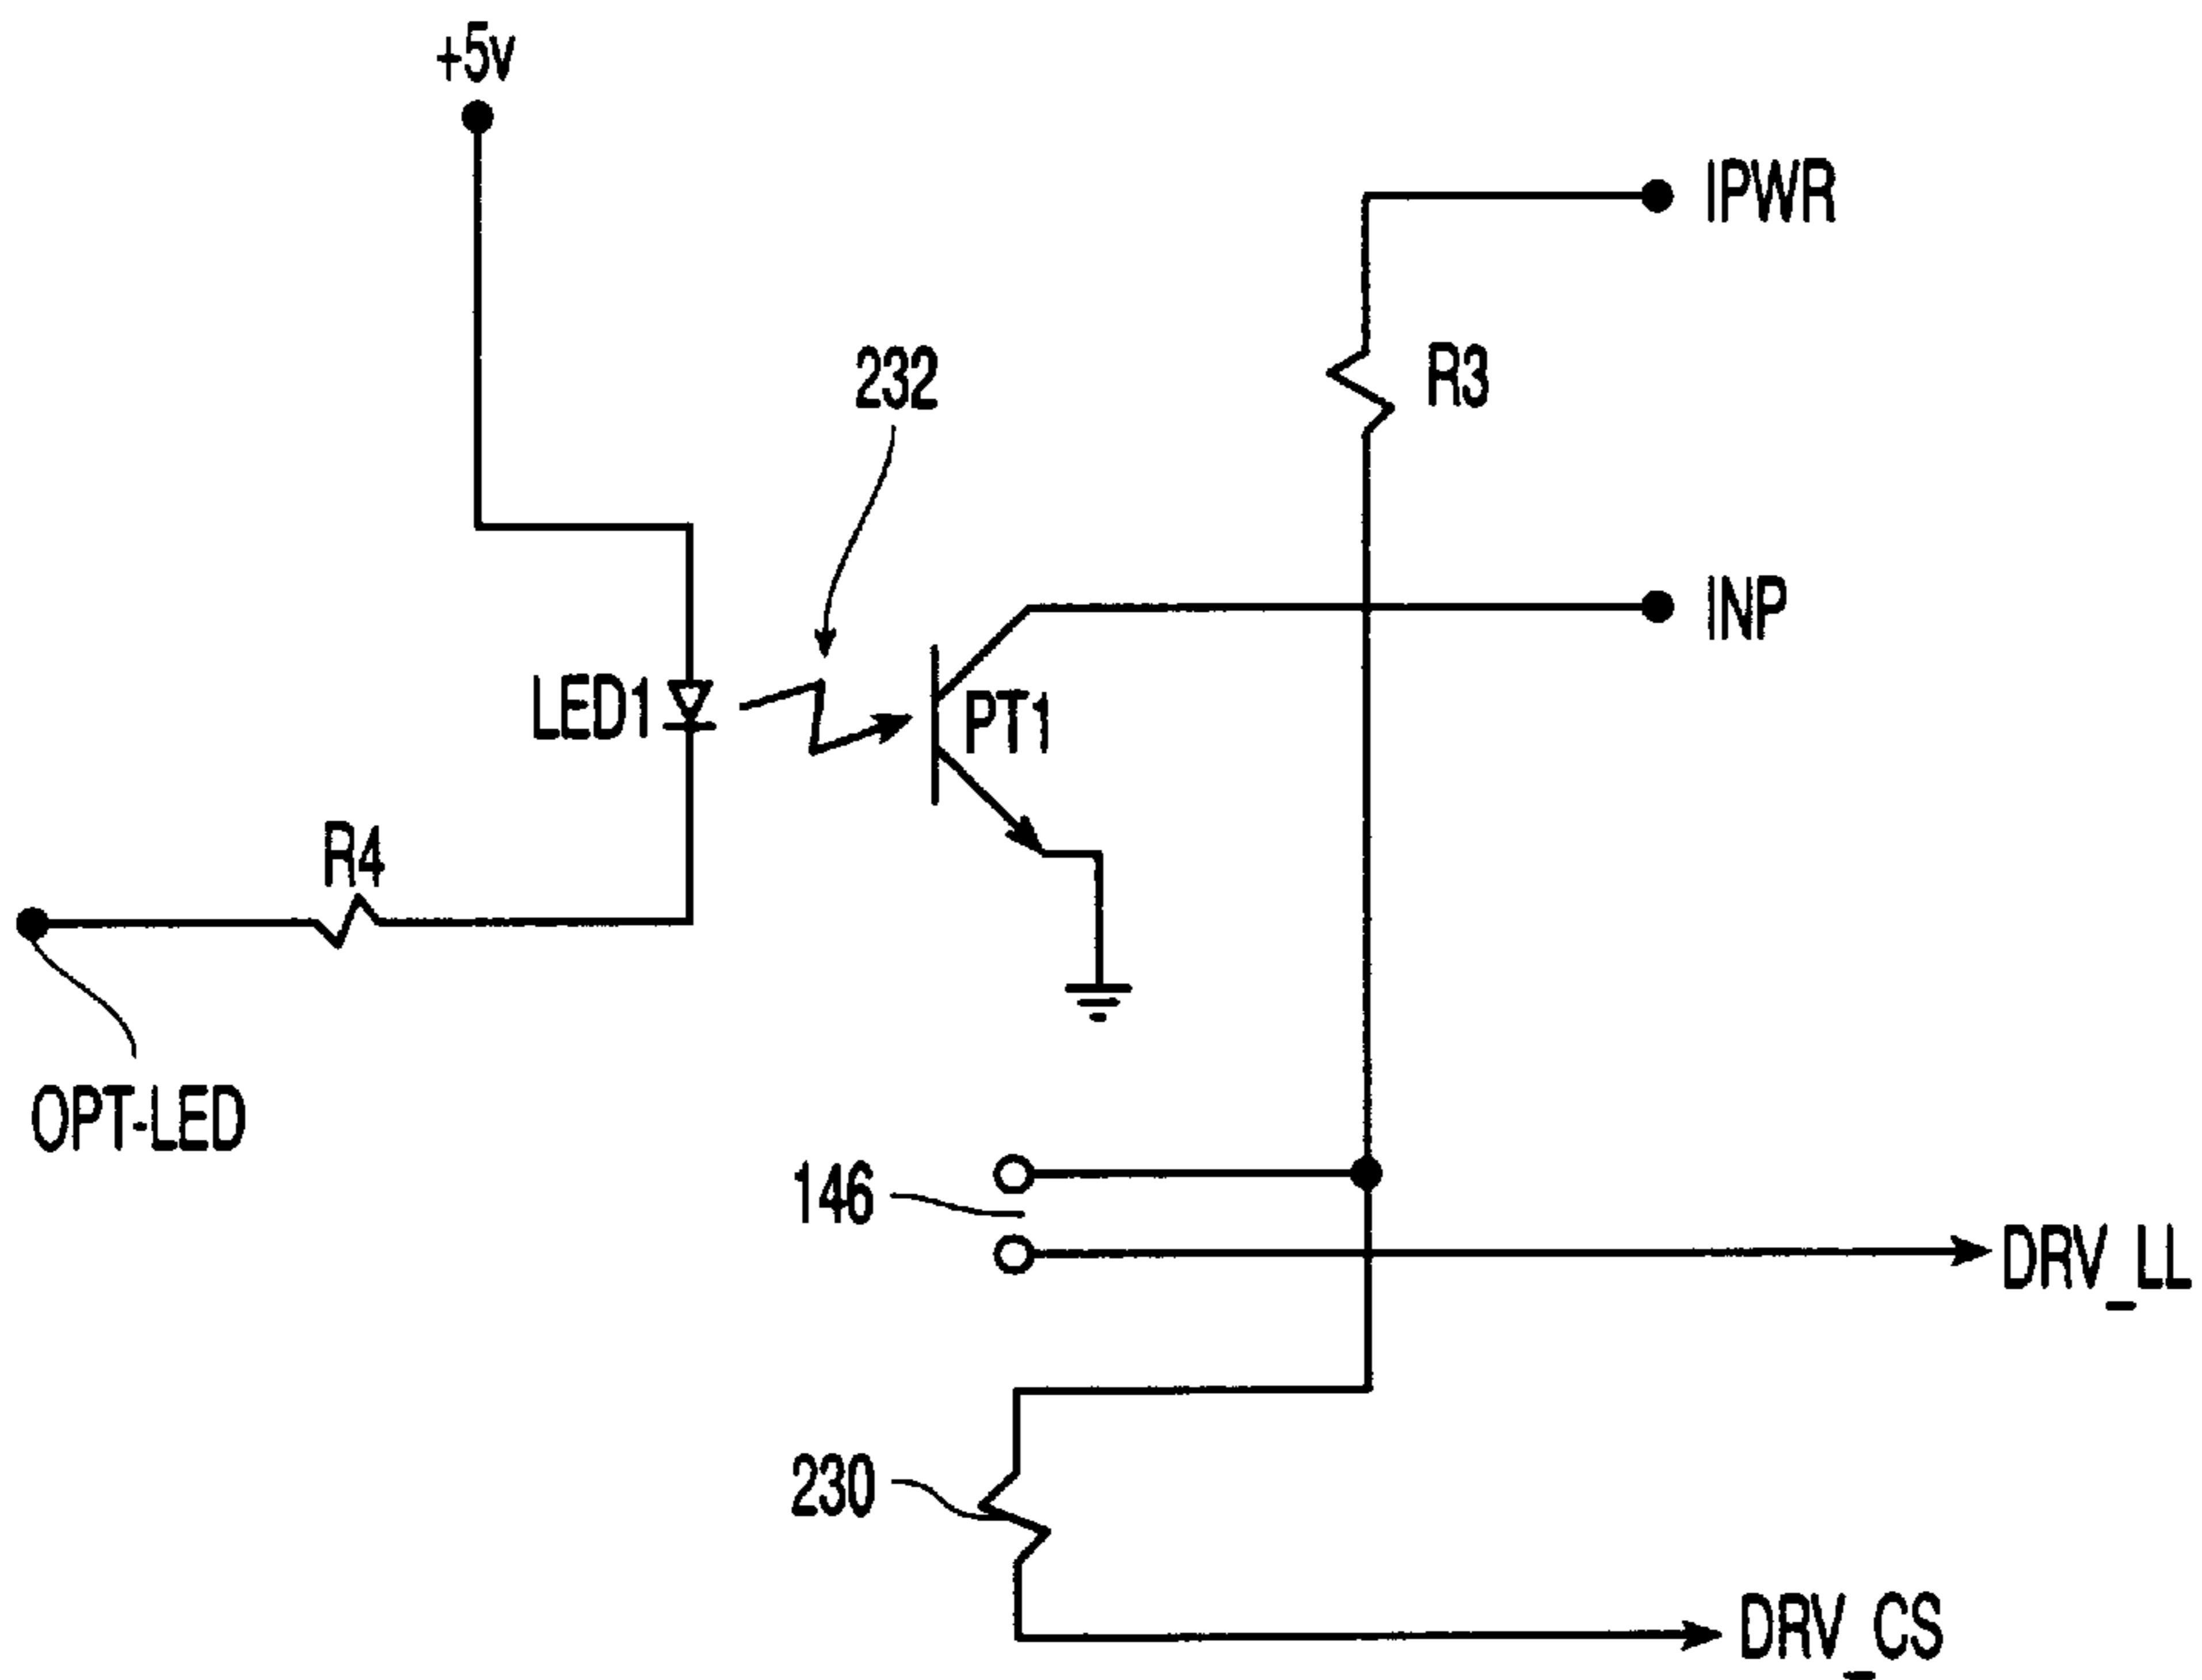 +5v
IPWR
232
R3
INP
LED1
PT1
R4
OPT-LED
146
DRV_LL
230
DRV_CS